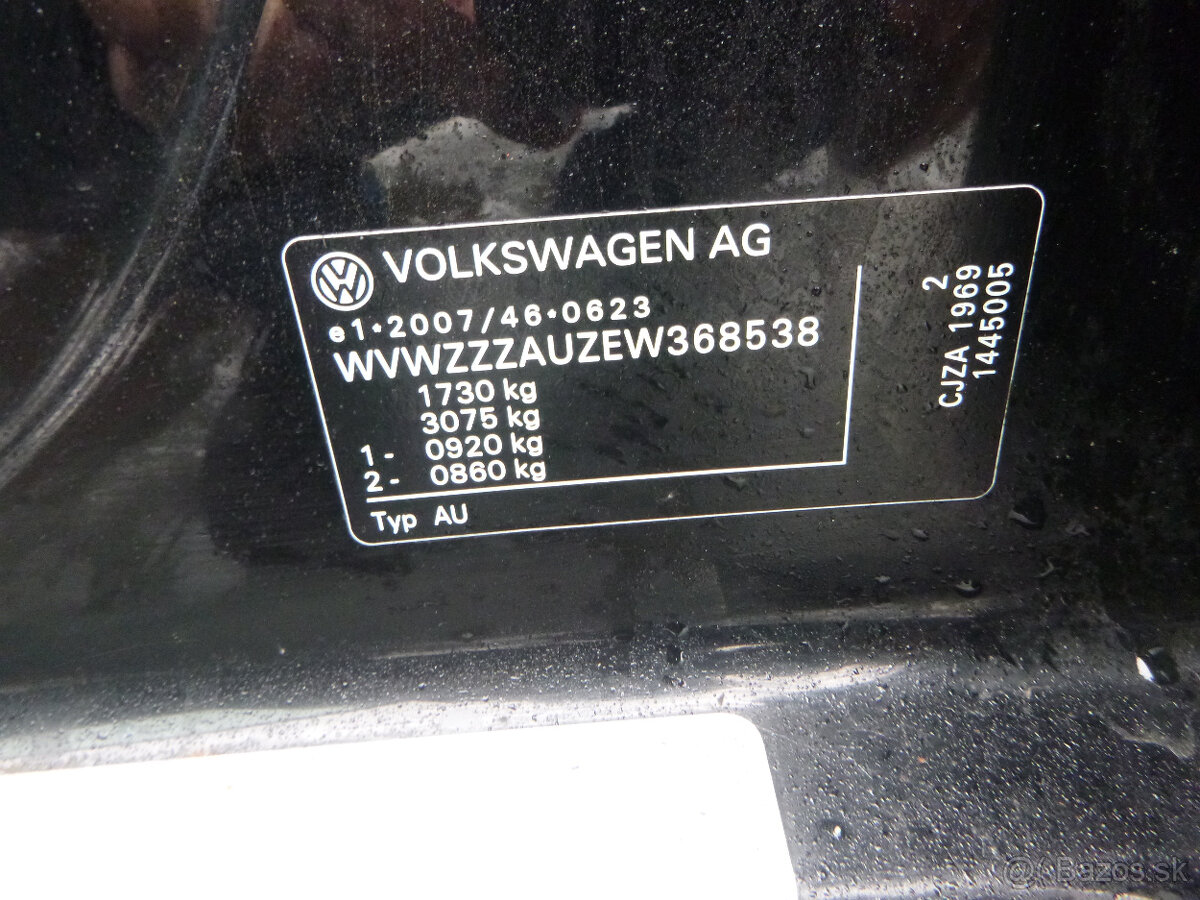 VOLKSWAGEN AG
e1*2007/46*0623
WVWZZZAUZEW368538
1730 kg
3075 kg
1- 0920 kg
2- 0860 kg
Typ AU
2
CJZA 1969
1445005
Bazos.sk